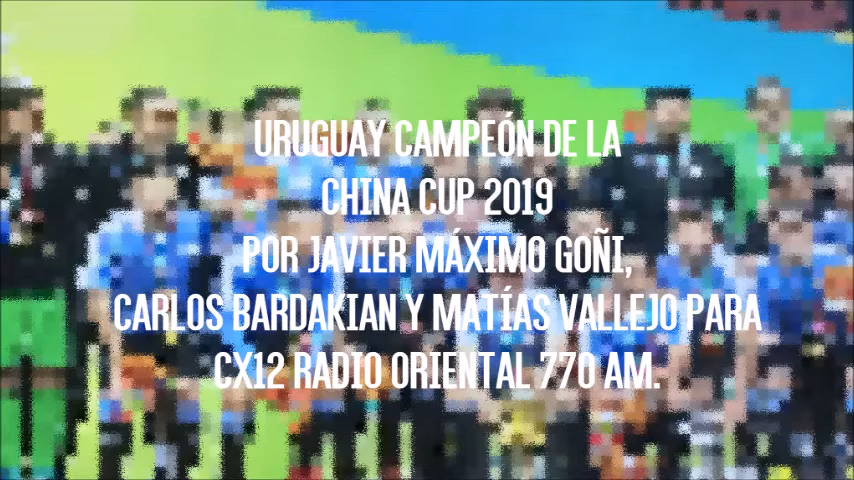 URUGUAY CAMPEÓN DE LA
CHINA CUP 2019
POR JAVIER MÁXIMO GOÑI,
CARLOS BARDAKIAN Y MATÍAS VALLEJO PARA
CX12 RADIO ORIENTAL 770 AM.